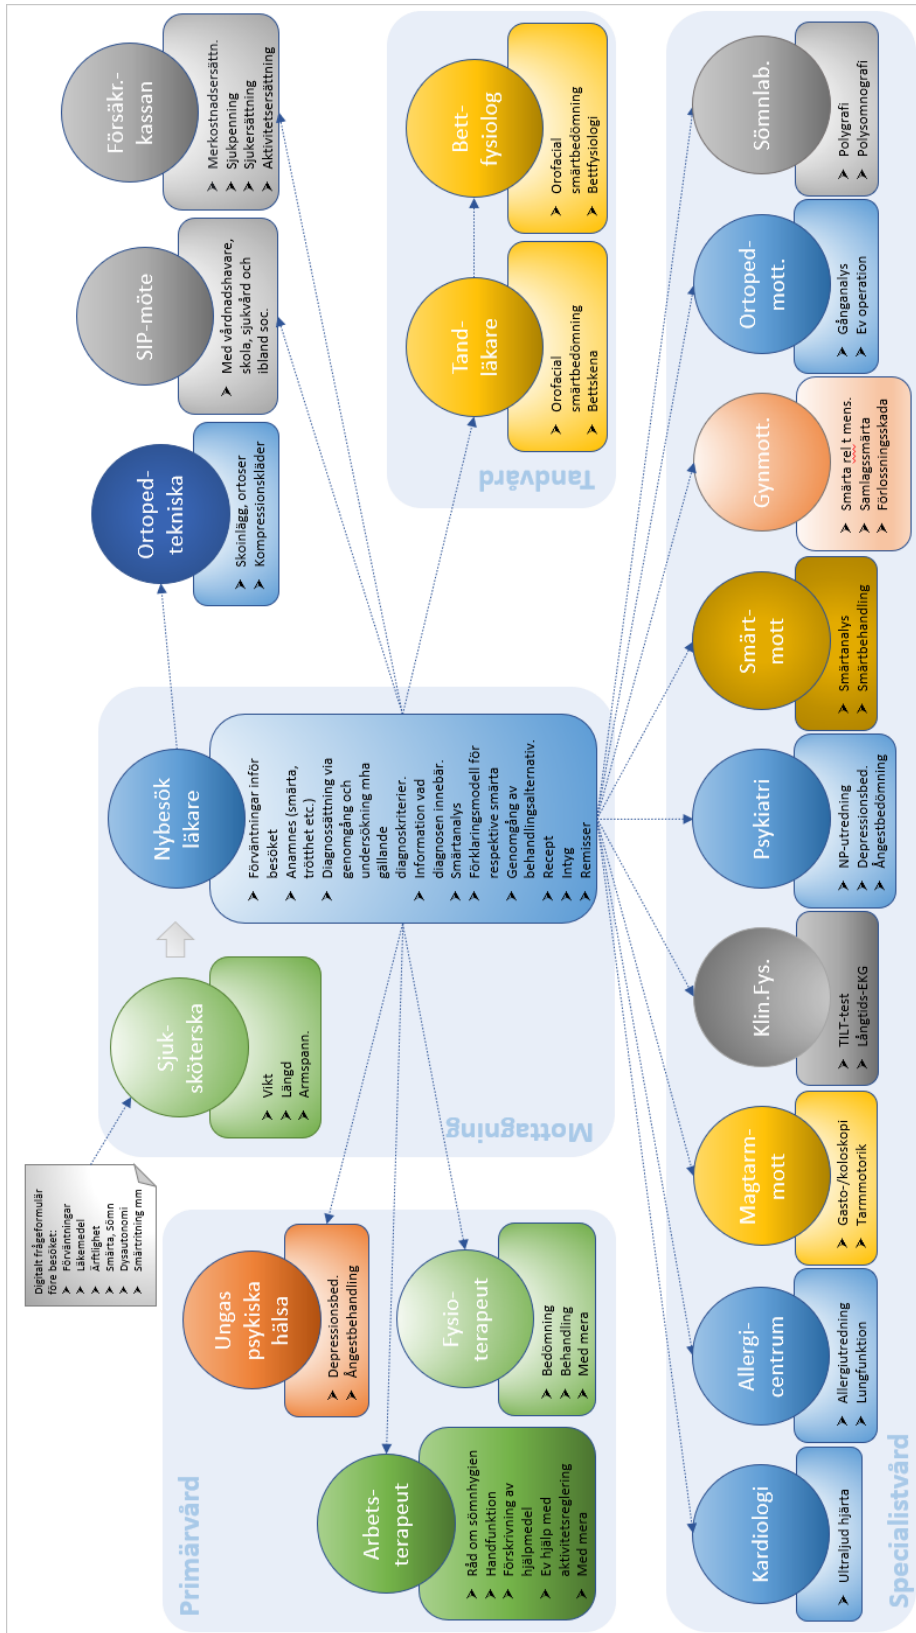 Digitalt frågeformulär
före besöket:
➤ Förväntningar
➤ Läkemedel
➤ Ärftlighet
➤ Smärta, Sömn
➤ Dysautonomi
➤ Smärtritning mm
Primärvård
Ungas
psykiska
hälsa
➤ Depressionsbed.
➤ Ångestbehandling
Arbets-
terapeut
➤ Råd om sömnhygien
➤ Handfunktion
➤ Förskrivning av
hjälpmedel
➤ Ev hjälp med
aktivitetsreglering
➤ Med mera
Fysio-
terapeut
➤ Bedömning
➤ Behandling
➤ Med mera
Mottagning
Sjuk-
sköterska
➤ Vikt
➤ Längd
➤ Armspann.
Nybesök
läkare
➤ Förväntningar inför
besöket
➤ Anamnes (smärta,
trötthet etc.)
➤ Diagnossättning via
genomgång och
undersökning mha
gällande
diagnoskriterier.
➤ Information vad
diagnosen innebär.
➤ Smärtanalys
➤ Förklaringsmodell för
respektive smärta
➤ Genomgång av
behandlingsalternativ.
➤ Recept
➤ Intyg
➤ Remisser
Ortoped-
tekniska
➤ Skoinlägg, ortoser
➤ Kompressionskläder
SIP-möte
➤ Med vårdnadshavare,
skola, sjukvård och
ibland soc.
Försäkr.-
kassan
➤ Merkostnadsersättn.
➤ Sjukpenning
➤ Sjukersättning
➤ Aktivitetsersättning
Tandvård
Tand-
läkare
➤ Orofacial
smärtbedömning
➤ Bettskena
Bett-
fysiolog
➤ Orofacial
smärtbedömning
➤ Bettfysiologi
Specialistvård
Kardiologi
➤ Ultraljud hjärta
Allergi-
centrum
➤ Allergiutredning
➤ Lungfunktion
Magtarm-
mott
➤ Gasto-/koloskopi
➤ Tarmmotorik
Klin.Fys.
➤ TILT-test
➤ Långtids-EKG
Psykiatri
➤ NP-utredning
➤ Depressionsbed.
➤ Ångestbedömning
Smärt-
mott
➤ Smärtanalys
➤ Smärtbehandling
Gynmott.
➤ Smärta rel t mens.
➤ Samlagssmärta
➤ Förlossningsskada
Ortoped-
mott.
➤ Gånganalys
➤ Ev operation
Sömnlab.
➤ Polygrafi
➤ Polysomnografi